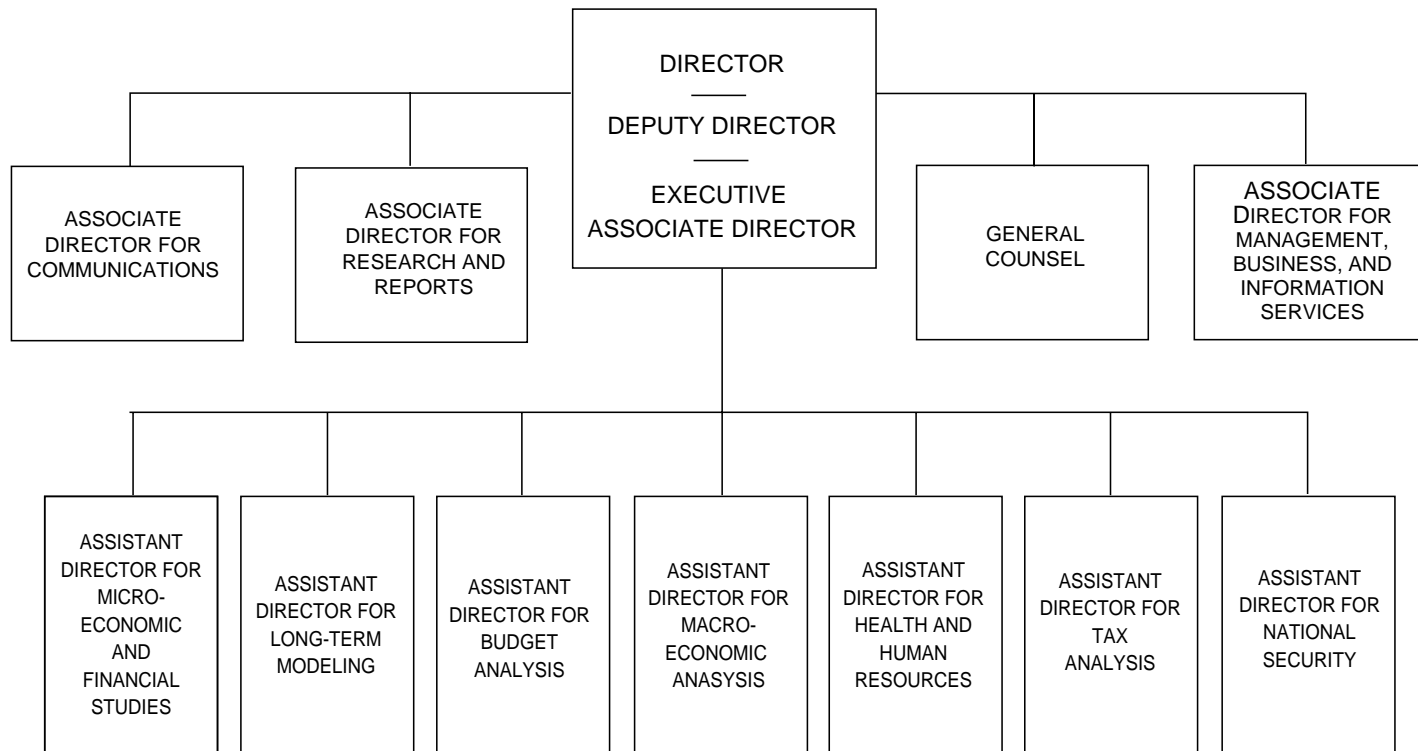 DIRECTOR
DEPUTY DIRECTOR
EXECUTIVE
ASSOCIATE DIRECTOR
ASSOCIATE
DIRECTOR FOR
COMMUNICATIONS
ASSOCIATE
DIRECTOR FOR
RESEARCH AND
REPORTS
GENERAL
COUNSEL
ASSOCIATE
DIRECTOR FOR
MANAGEMENT,
BUSINESS, AND
INFORMATION
SERVICES
ASSISTANT
DIRECTOR FOR
MICRO-
ECONOMIC
AND
FINANCIAL
STUDIES
ASSISTANT
DIRECTOR FOR
LONG-TERM
MODELING
ASSISTANT
DIRECTOR FOR
BUDGET
ANALYSIS
ASSISTANT
DIRECTOR FOR
MACRO-
ECONOMIC
ANASYSIS
ASSISTANT
DIRECTOR FOR
HEALTH AND
HUMAN
RESOURCES
ASSISTANT
DIRECTOR FOR
TAX
ANALYSIS
ASSISTANT
DIRECTOR FOR
NATIONAL
SECURITY